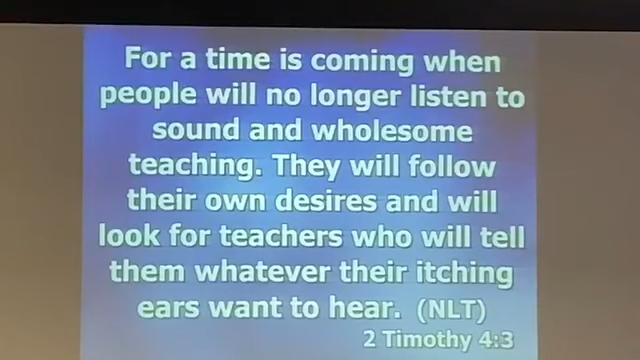 For a time is coming when
people will no longer listen to
sound and wholesome
teaching. They will follow
their own desires and will
look for teachers who will tell
them whatever their itching
ears want to hear. (NLT)
2 Timothy 4:3